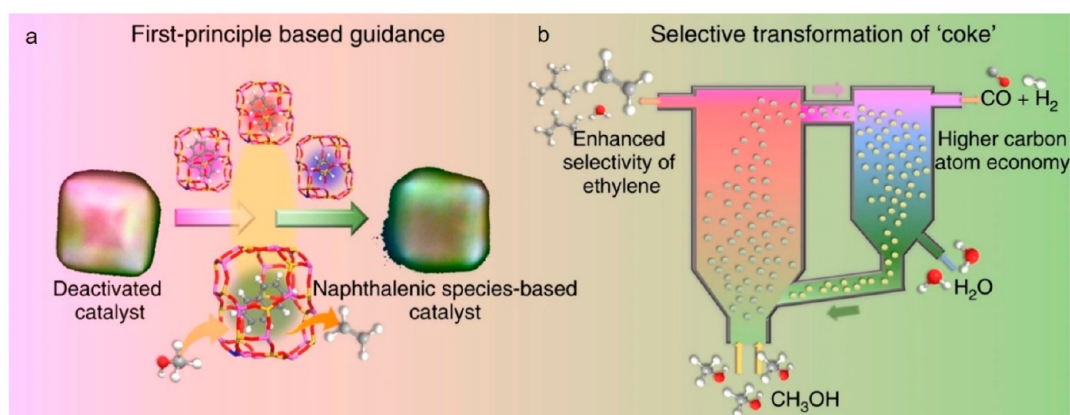 a
First-principle based guidance
Deactivated
catalyst
Naphthalenic species-based
catalyst
b
Selective transformation of 'coke'
Enhanced
selectivity of
ethylene
CO + H₂
Higher carbon
atom economy
H₂O
CH₃OH